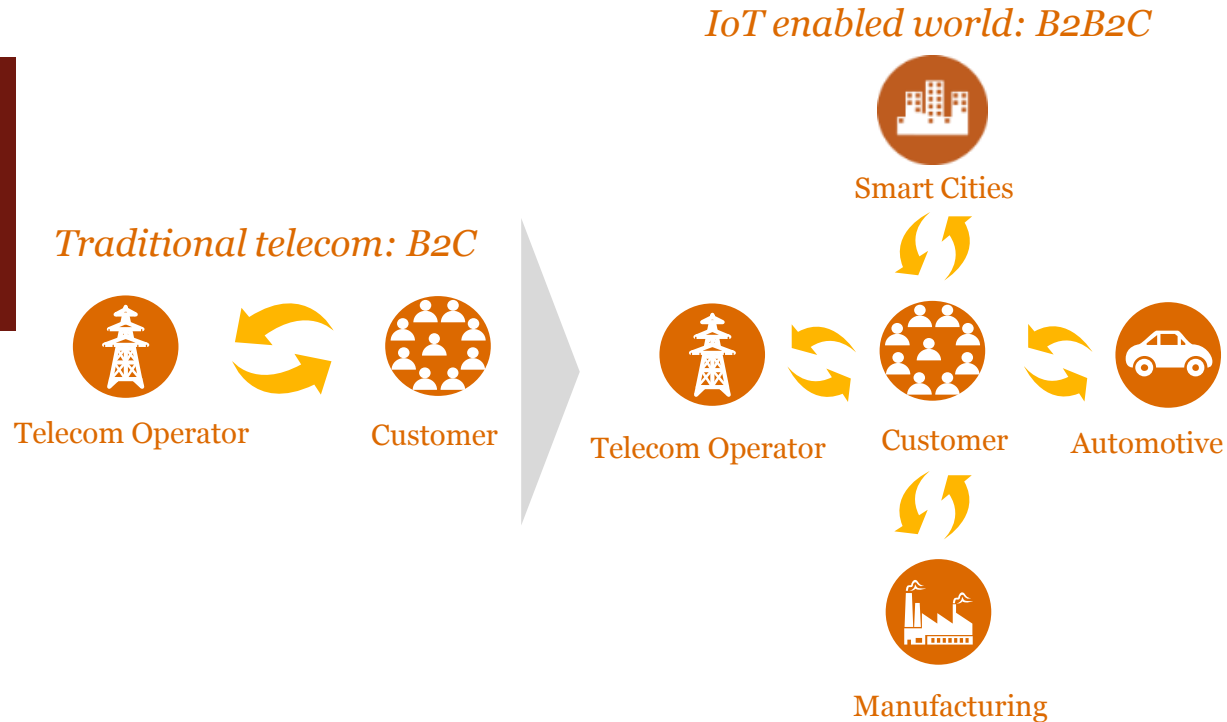 IoT enabled world: B2B2C
Smart Cities
Traditional telecom: B2C
Telecom Operator
Customer
Telecom Operator
Customer
Automotive
Manufacturing